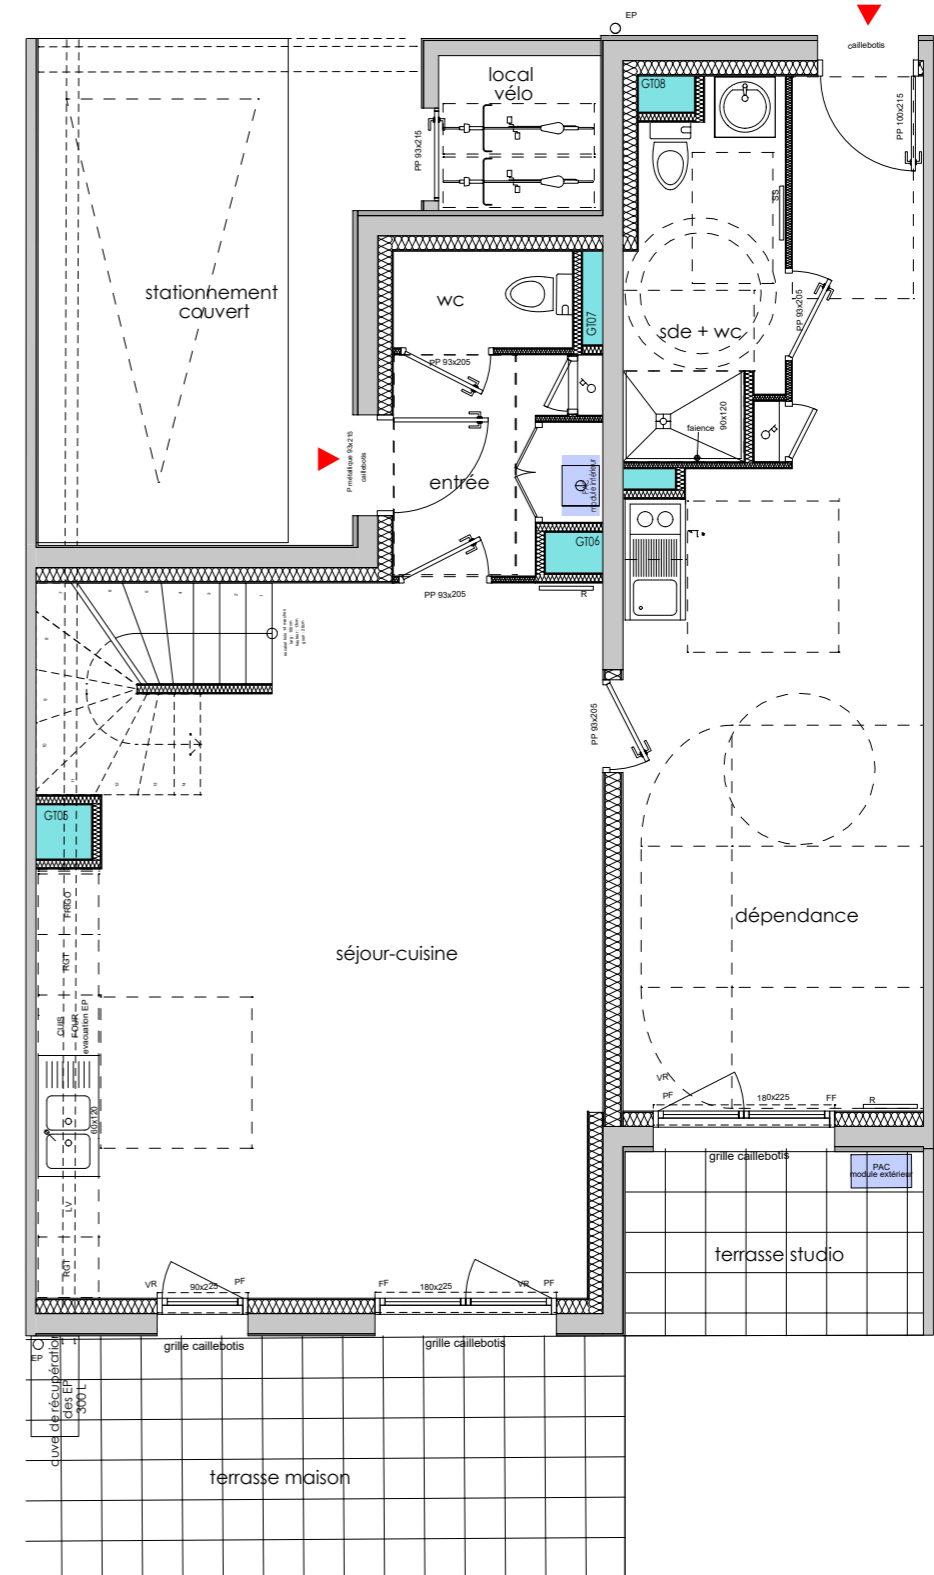 EP
caillebotis
local
vélo
GT08
PP 100x215
PP 93x215
SS
stationnement
couvert
wc
GT07
PP 93x205
sde + wc
PP 93x205
faience
90x120
P métallique 93x215
caillebotis
entrée
PAC
module intérieur
GT06
PP 93x205
R
PP 93x205
GT05
FRIGO
RGT
CUIS
FOUR
evacuation EP
60x120
LV
RGT
séjour-cuisine
dépendance
VR
PF
180x225
FF
R
grille caillebotis
PAC
module extérieur
terrasse studio
VR
90x225
PF
FF
180x225
VR
PF
grille caillebotis
grille caillebotis
EP
cuve de récupération
des EP
300 L
terrasse maison